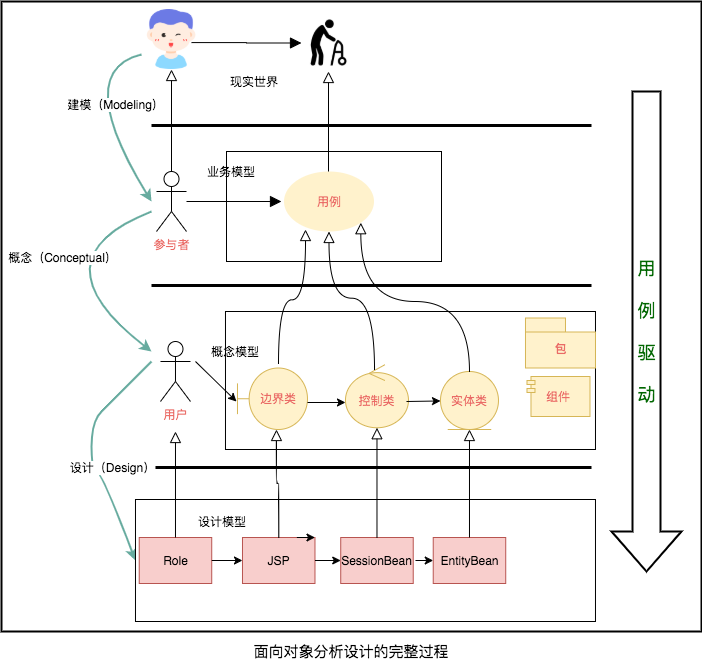 现实世界
建模（Modeling）
业务模型
用例
参与者
概念（Conceptual）
用例驱动
概念模型
包
边界类
控制类
实体类
组件
用户
设计（Design）
设计模型
Role
JSP
SessionBean
EntityBean
面向对象分析设计的完整过程